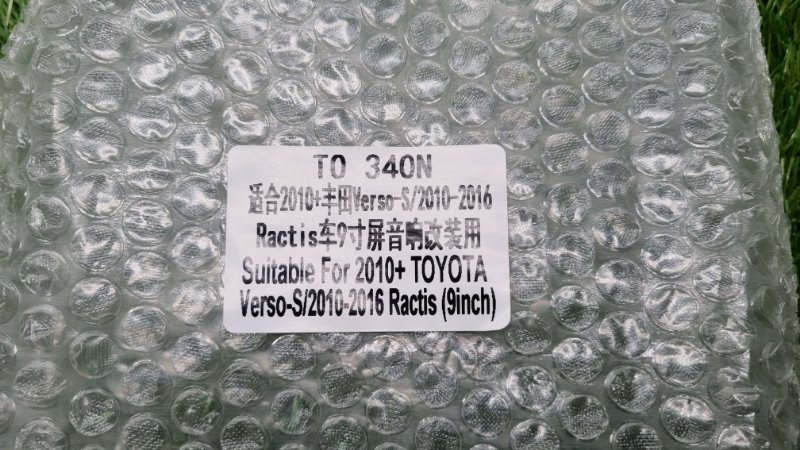 TO 340N
适合2010+丰田Verso-S/2010-2016
Ractis车9寸屏音响改装用
Suitable For 2010+ TOYOTA
Verso-S/2010-2016 Ractis (9inch)